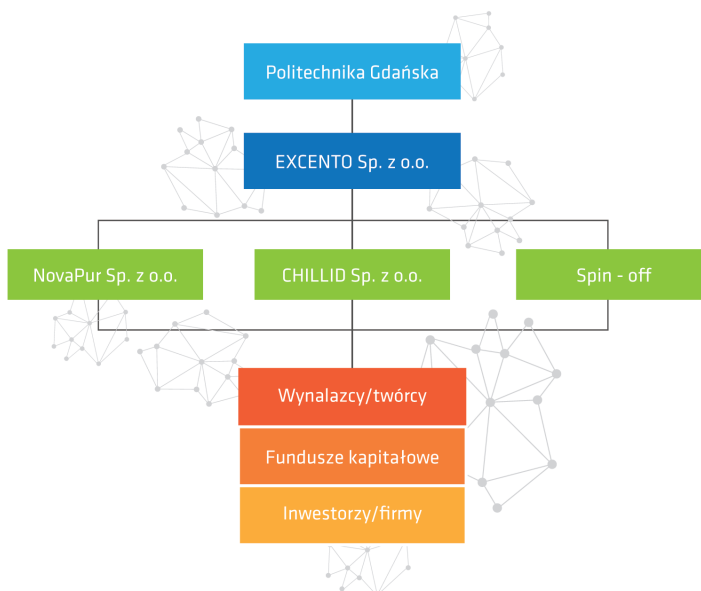 Politechnika Gdańska
EXCENTO Sp. z o.o.
NovaPur Sp. z o.o.
CHILLID Sp. z o.o.
Spin - off
Wynalazcy/twórcy
Fundusze kapitałowe
Inwestorzy/firmy